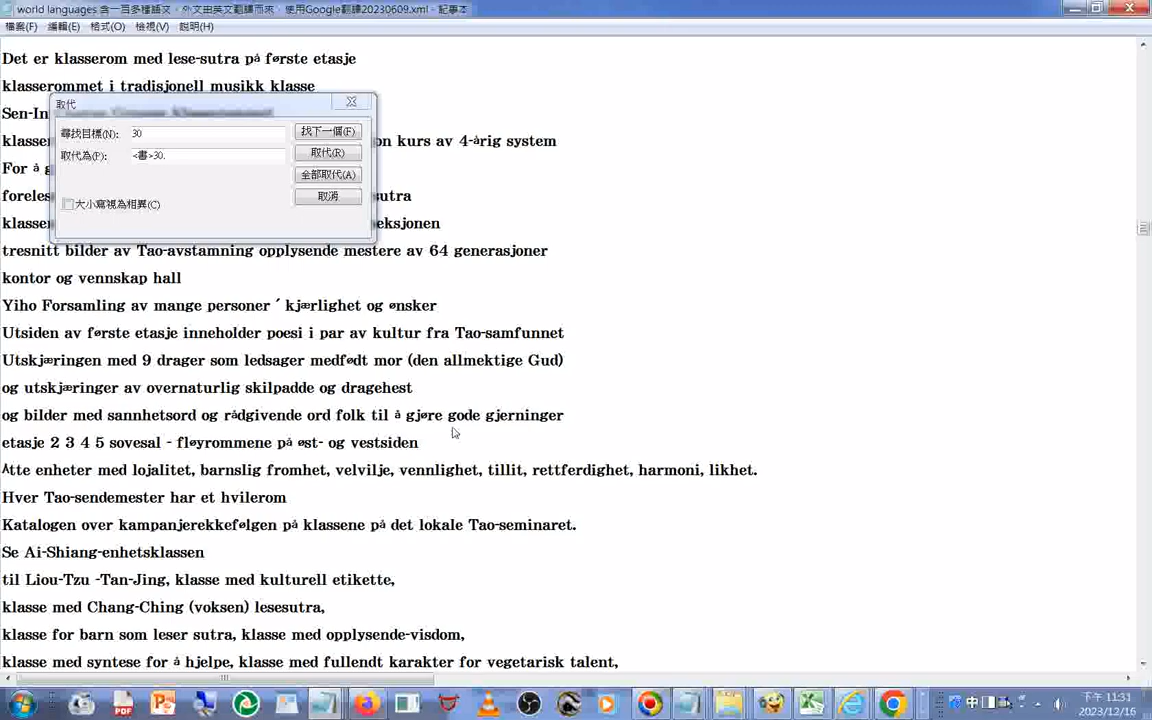 world languages 含一百多種語文，外文由英文翻譯而來，使用Google翻譯20230609.xml - 記事本
檔案(F) 編輯(E) 格式(O) 檢視(V) 說明(H)
Det er klasserom med lese-sutra på første etasje
klasserommet i tradisjonell musikk klasse
Sen-In
klasse on kurs av 4-årig system
For å g
foreles utra
klasse eksjonen
tresnitt bilder av Tao-avstamning opplysende mestere av 64 generasjoner
kontor og vennskap hall
Yiho Forsamling av mange personer ´ kjærlighet og ønsker
Utsiden av første etasje inneholder poesi i par av kultur fra Tao-samfunnet
Utskjæringen med 9 drager som ledsager medfødt mor (den allmektige Gud)
og utskjæringer av overnaturlig skilpadde og dragehest
og bilder med sannhetsord og rådgivende ord folk til å gjøre gode gjerninger
etasje 2 3 4 5 sovesal - fløyrommene på øst- og vestsiden
Åtte enheter med lojalitet, barnslig fromhet, velvilje, vennlighet, tillit, rettferdighet, harmoni, likhet.
Hver Tao-sendemester har et hvilerom
Katalogen over kampanjerekkefølgen på klassene på det lokale Tao-seminaret.
Se Ai-Shiang-enhetsklassen
til Liou-Tzu -Tan-Jing, klasse med kulturell etikette,
klasse med Chang-Ching (voksen) lesesutra,
klasse for barn som leser sutra, klasse med opplysende-visdom,
klasse med syntese for å hjelpe, klasse med fullendt karakter for vegetarisk talent,
取代
尋找目標(N): 30 找下一個(F)
取代為(P): <書>30. 取代(R)
全部取代(A)
大小寫視為相異(C) 取消
下午 11:31
2023/12/16